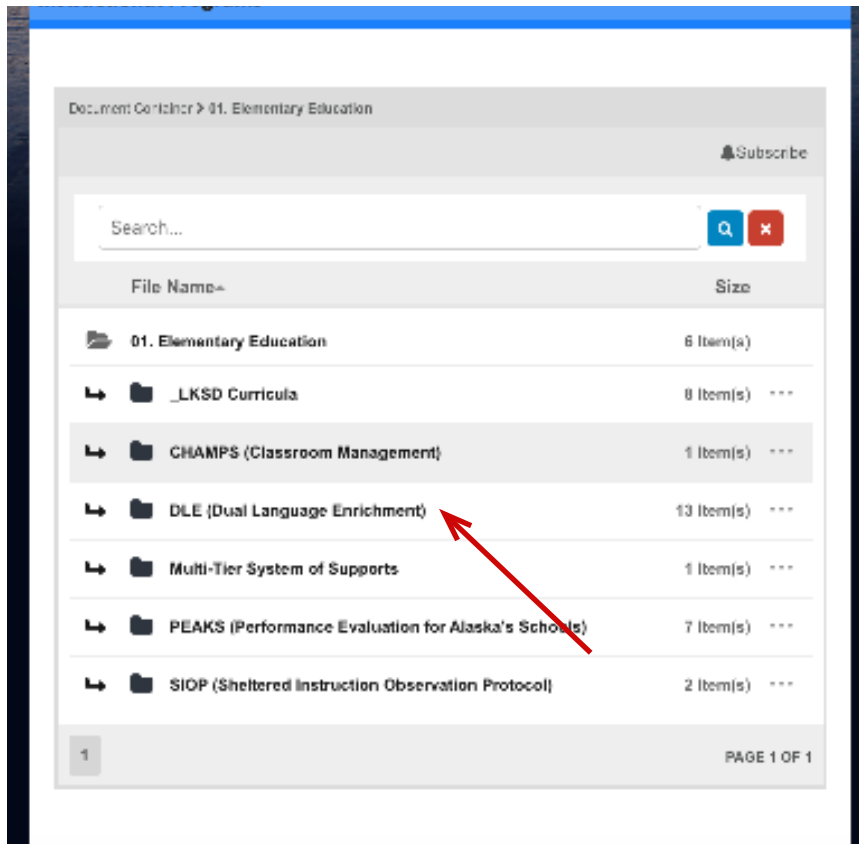 Document Container > 01. Elementary Education
Subscribe
Search...
File Name Size
01. Elementary Education 6 Item(s)
_LKSD Curricula 8 Item(s) ...
CHAMPS (Classroom Management) 1 Item(s) ...
DLE (Dual Language Enrichment) 13 Item(s) ...
Multi-Tier System of Supports 1 Item(s) ...
PEAKS (Performance Evaluation for Alaska's Schools) 7 Item(s) ...
SIOP (Sheltered Instruction Observation Protocol) 2 Item(s) ...
1 PAGE 1 OF 1